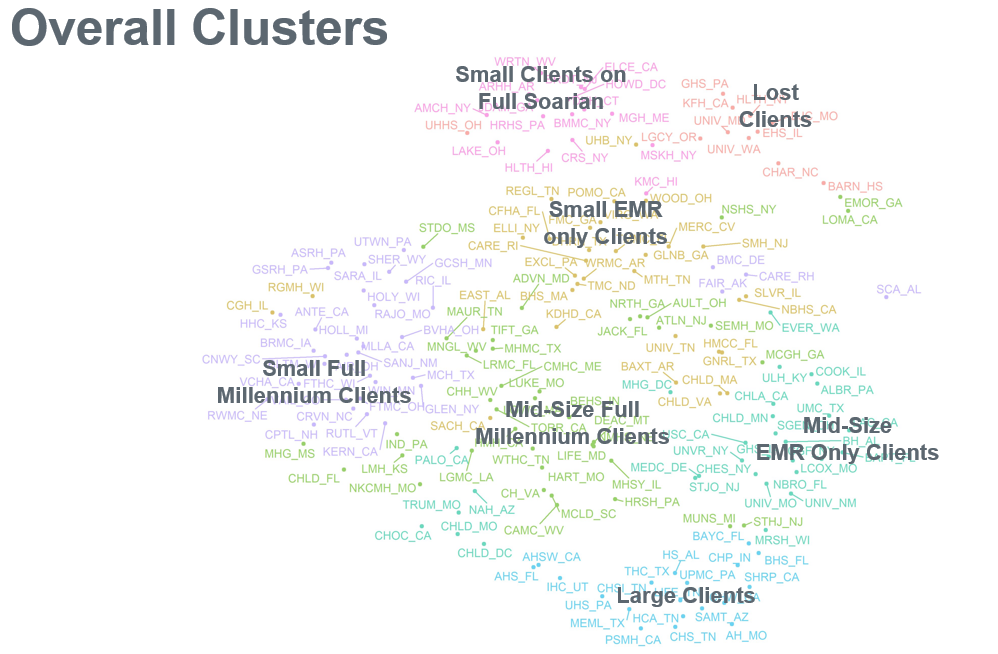 Overall Clusters
WRTN_WV
ELCE_CA
Small Clients on
ARHH_AR
HOWD_DC
GHS_PA
Lost
Full Soarian
AMCH_NY
KFH_CA
Clients
UHHS_OH
HRHS_PA
BMMC_NY
MGH_ME
EHS_IL
UHB_NY
LGCY_OR
UNIV_WA
LAKE_OH
CRS_NY
MSKH_NY
HLTH_HI
CHAR_NC
KMC_HI
BARN_HS
REGL_TN
POMO_CA
WOOD_OH
EMOR_GA
CFHA_FL
Small EMR
NSHS_NY
LOMA_CA
FMC_GA
STDO_MS
ELLI_NY
only Clients
MERC_CV
UTWN_PA
CARE_RI
SMH_NJ
ASRH_PA
SHER_WY
GLNB_GA
GSRH_PA
GCSH_MN
EXCL_PA
WRMC_AR
BMC_DE
SARA_IL
RIC_IL
ADVN_MD
MTH_TN
CARE_RH
RGMH_WI
TMC_ND
FAIR_AK
SCA_AL
HOLY_WI
EAST_AL
BHS_MA
SLVR_IL
CGH_IL
RAJO_MO
NRTH_GA
AULT_OH
NBHS_CA
ANTE_CA
MAUR_TN
KDHD_CA
HHC_KS
ATLN_NJ
HOLL_MI
BVHA_OH
TIFT_GA
JACK_FL
SEMH_MO
EVER_WA
BRMC_IA
MLLA_CA
MNGL_WV
MHMC_TX
UNIV_TN
HMCC_FL
CNWY_SC
SANJ_NM
LRMC_FL
CMHC_ME
GNRL_TX
MCGH_GA
Small Full
BAXT_AR
COOK_IL
VCHA_CA
FTHC_WI
MCH_TX
LUKE_MO
MHG_DC
CHLD_MA
ULH_KY
Millennium Clients
CHH_WV
CHLD_VA
CHLA_CA
ALBR_PA
RWMC_NE
CRVN_NC
FTMC_OH
GLEN_NY
Mid-Size Full
UMC_TX
SACH_CA
DEAC_MT
CHLD_MN
CPTL_NH
RUTL_VT
Mid-Size
Millennium Clients
MHG_MS
KERN_CA
IND_PA
EMR Only Clients
BH_AL
PALO_CA
WTHC_TN
LIFE_MD
UNVR_NY
CHLD_FL
LMH_KS
LGMC_LA
HART_MO
MEDC_DE
CHES_NY
LCOX_MO
NKCMH_MO
CH_VA
MHSY_IL
STJO_NJ
NBRO_FL
TRUM_MO
NAH_AZ
HRSH_PA
UNIV_MO
UNIV_NM
MCLD_SC
MUNS_MI
STHJ_NJ
CHOC_CA
CHLD_MO
CAMC_WV
BAYC_FL
MRSH_WI
CHLD_DC
AHSW_CA
HS_AL
CHP_IN
BHS_FL
AHS_FL
THC_TX
UPMC_PA
SHRP_CA
IHC_UT
CHSI_TN
Large Clients
UHS_PA
MEML_TX
HCA_TN
SAMT_AZ
PSMH_CA
CHS_TN
AH_MO